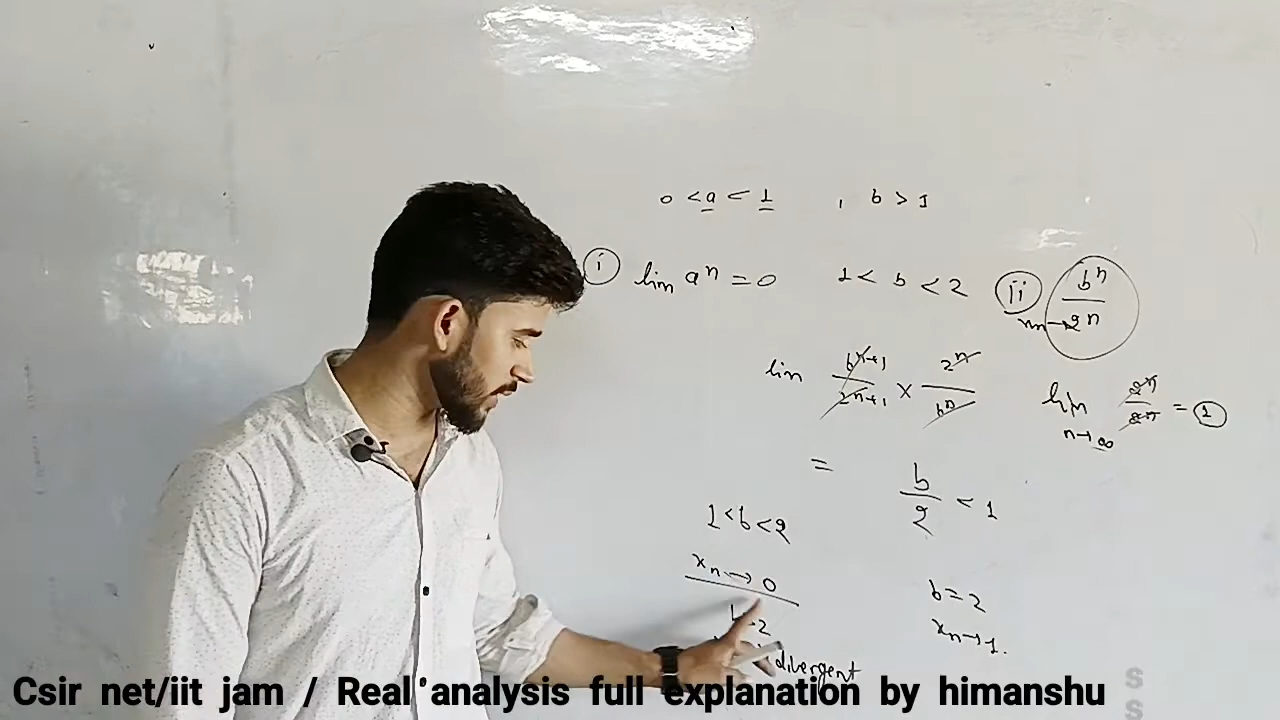 0 < a < 1 , b > 1
(i) lim aⁿ = 0 1 < b < 2 (ii) bⁿ/2ⁿ
lim bⁿ⁺¹/2ⁿ⁺¹ × 2ⁿ/bⁿ lim n→∞ 2ⁿ/2ⁿ = 1
= b/2 < 1
1 < b < 2
xₙ → 0
b = 2
xₙ → 1.
divergent
Csir net/iit jam / Real analysis full explanation by himanshu
S
S